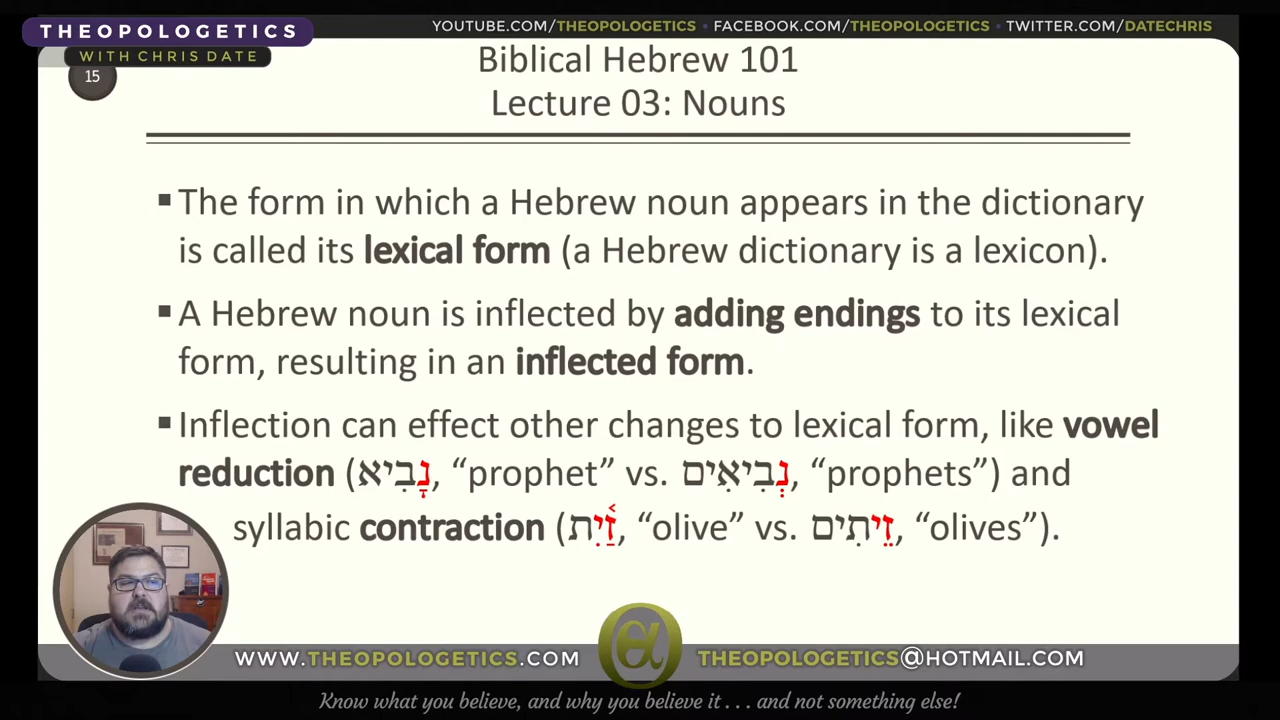 THEOPOLOGETICS
WITH CHRIS DATE
YOUTUBE.COM/THEOPOLOGETICS • FACEBOOK.COM/THEOPOLOGETICS • TWITTER.COM/DATECHRIS
15
Biblical Hebrew 101
Lecture 03: Nouns
▪ The form in which a Hebrew noun appears in the dictionary
is called its lexical form (a Hebrew dictionary is a lexicon).
▪ A Hebrew noun is inflected by adding endings to its lexical
form, resulting in an inflected form.
▪ Inflection can effect other changes to lexical form, like vowel
reduction (נָבִיא, “prophet” vs. נְבִיאִים, “prophets”) and
syllabic contraction (זַ֫יִת, “olive” vs. זֵיתִים, “olives”).
WWW.THEOPOLOGETICS.COM
THEOPOLOGETICS@HOTMAIL.COM
Know what you believe, and why you believe it . . . and not something else!